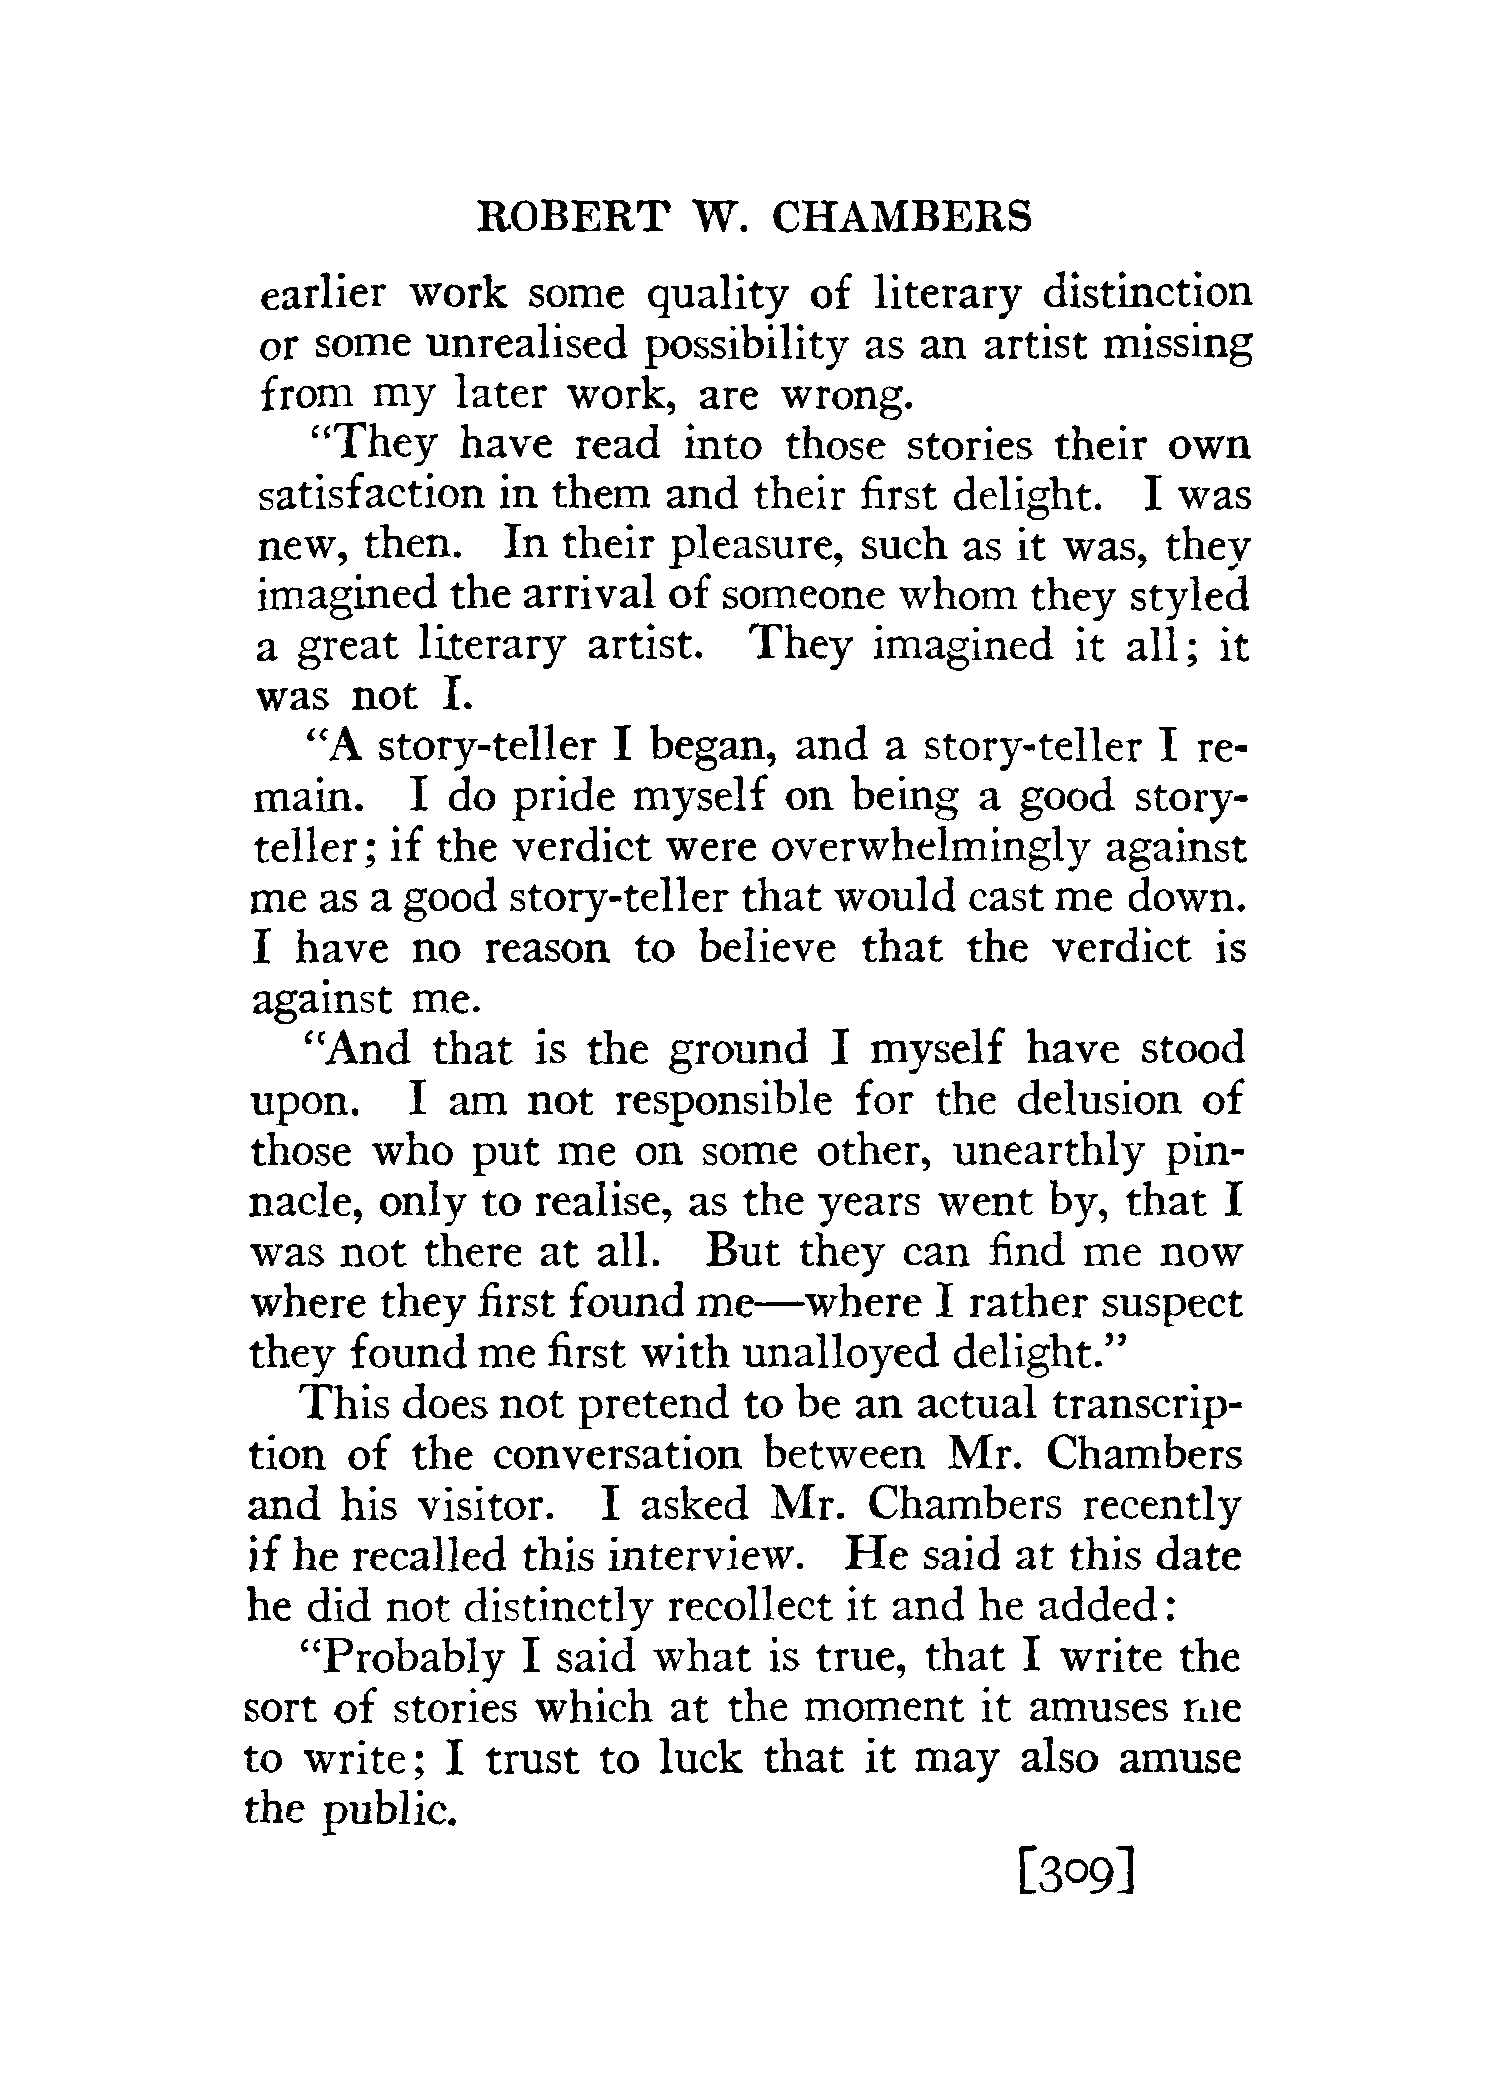 ROBERT W. CHAMBERS
earlier work some quality of literary distinction
or some unrealised possibility as an artist missing
from my later work, are wrong.
“They have read into those stories their own
satisfaction in them and their first delight. I was
new, then. In their pleasure, such as it was, they
imagined the arrival of someone whom they styled
a great literary artist. They imagined it all; it
was not I.
“A story-teller I began, and a story-teller I re-
main. I do pride myself on being a good story-
teller; if the verdict were overwhelmingly against
me as a good story-teller that would cast me down.
I have no reason to believe that the verdict is
against me.
“And that is the ground I myself have stood
upon. I am not responsible for the delusion of
those who put me on some other, unearthly pin-
nacle, only to realise, as the years went by, that I
was not there at all. But they can find me now
where they first found me—where I rather suspect
they found me first with unalloyed delight.”
This does not pretend to be an actual transcrip-
tion of the conversation between Mr. Chambers
and his visitor. I asked Mr. Chambers recently
if he recalled this interview. He said at this date
he did not distinctly recollect it and he added:
“Probably I said what is true, that I write the
sort of stories which at the moment it amuses me
to write; I trust to luck that it may also amuse
the public.
[309]